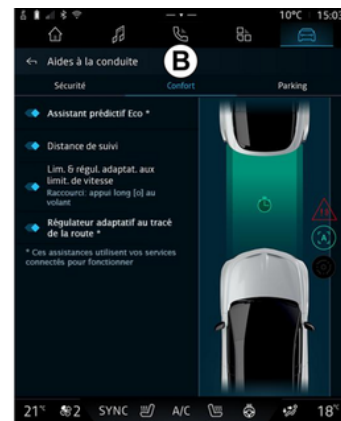 10°C 15:03
← Aides à la conduite
B
Sécurité Confort Parking
Assistant prédictif Eco *
Distance de suivi
Lim. & régul. adaptat. aux
limit. de vitesse
Raccourci: appui long [o] au
volant
Régulateur adaptatif au tracé
de la route *
* Ces assistances utilisent vos services
connectés pour fonctionner
A
21° 2 SYNC A/C 18°